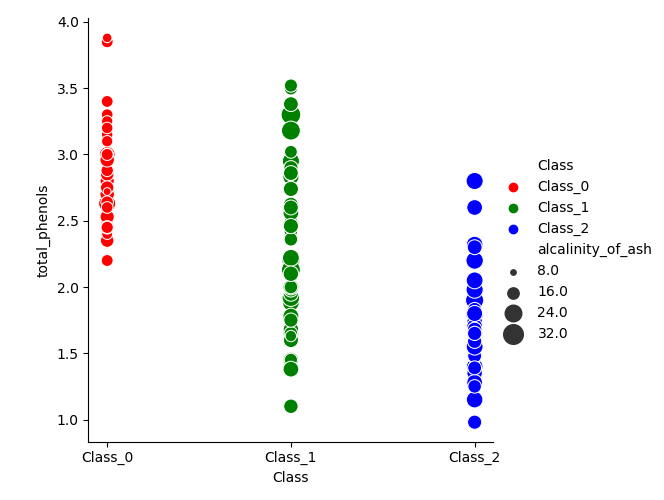 4.0
3.5
3.0
2.5
2.0
1.5
1.0
total_phenols
Class_0
Class_1
Class_2
Class
Class
Class_0
Class_1
Class_2
alcalinity_of_ash
8.0
16.0
24.0
32.0